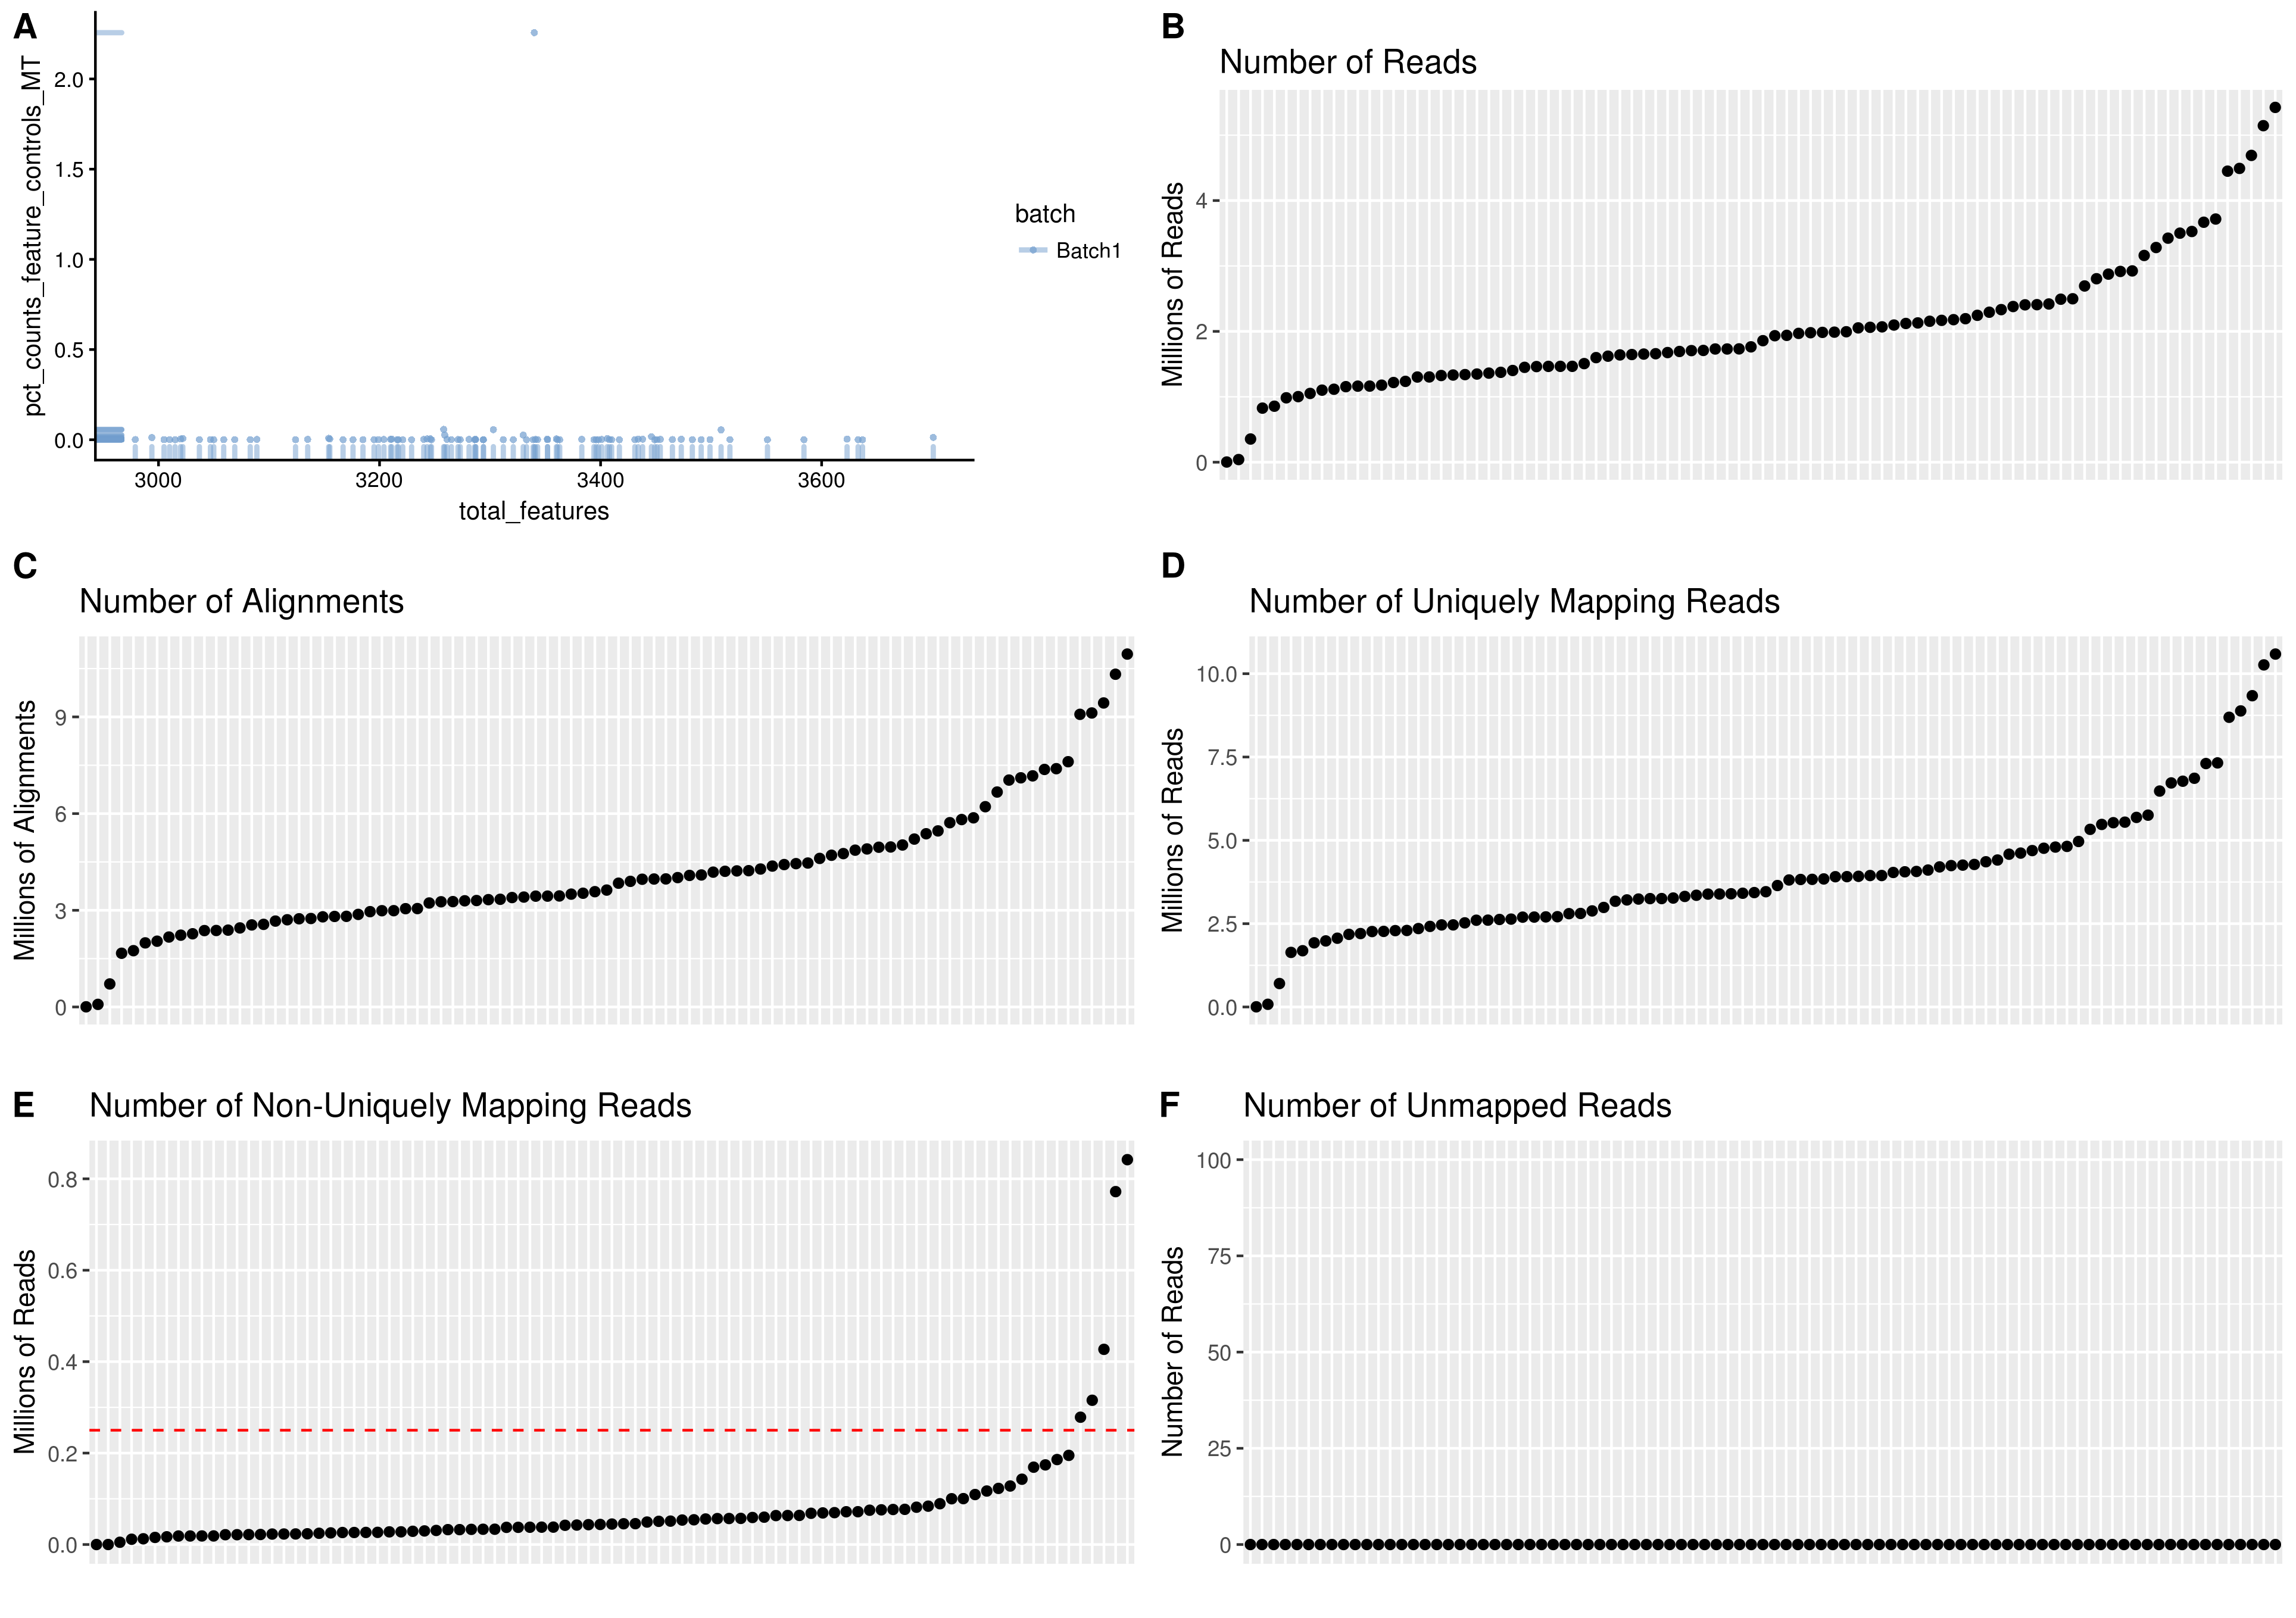 A
pct_counts_feature_controls_MT
2.0
1.5
1.0
0.5
0.0
3000 3200 3400 3600
total_features
batch
Batch1
B
Number of Reads
Millions of Reads
4
2
0
C
Number of Alignments
Millions of Alignments
9
6
3
0
D
Number of Uniquely Mapping Reads
Millions of Reads
10.0
7.5
5.0
2.5
0.0
E
Number of Non-Uniquely Mapping Reads
Millions of Reads
0.8
0.6
0.4
0.2
0.0
F
Number of Unmapped Reads
Number of Reads
100
75
50
25
0